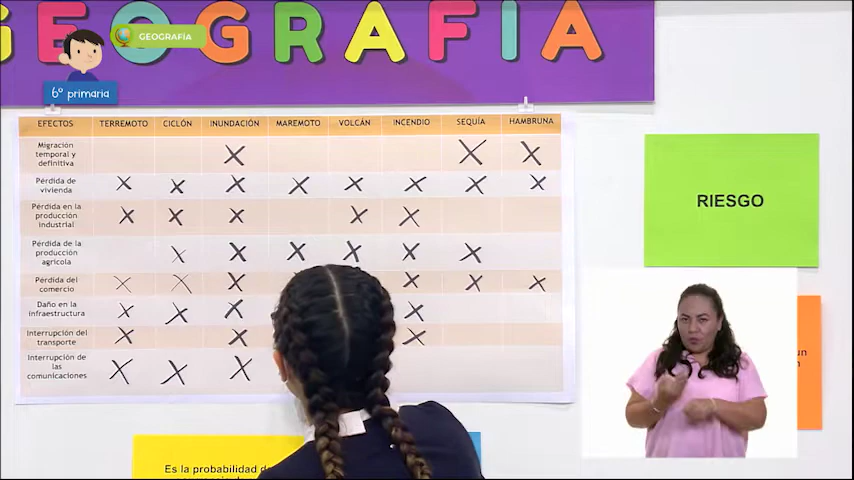 GEOGRAFÍA
GEOGRAFÍA
6º primaria
EFECTOS TERREMOTO CICLÓN INUNDACIÓN MAREMOTO VOLCÁN INCENDIO SEQUÍA HAMBRUNA
Migración
temporal y
definitiva X X X
Pérdida de
vivienda X X X X X X X X
Pérdida en la
producción
industrial X X X X X
Pérdida de la
producción
agrícola X X X X X X
Pérdida del
comercio X X X X X X
Daño en la
infraestructura X X X X
Interrupción del
transporte X X X
Interrupción de
las
comunicaciones X X X
RIESGO
Es la probabilidad